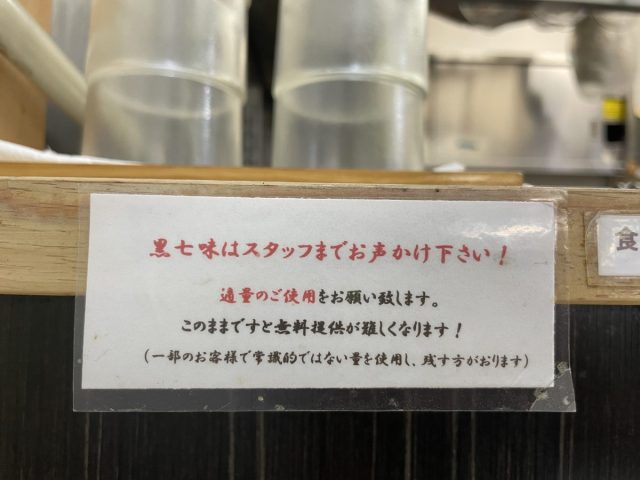 黒七味はスタッフまでお声かけ下さい！
適量のご使用をお願い致します。
このままですと無料提供が難しくなります！
（一部のお客様で常識的ではない量を使用し、残す方がおります）
食